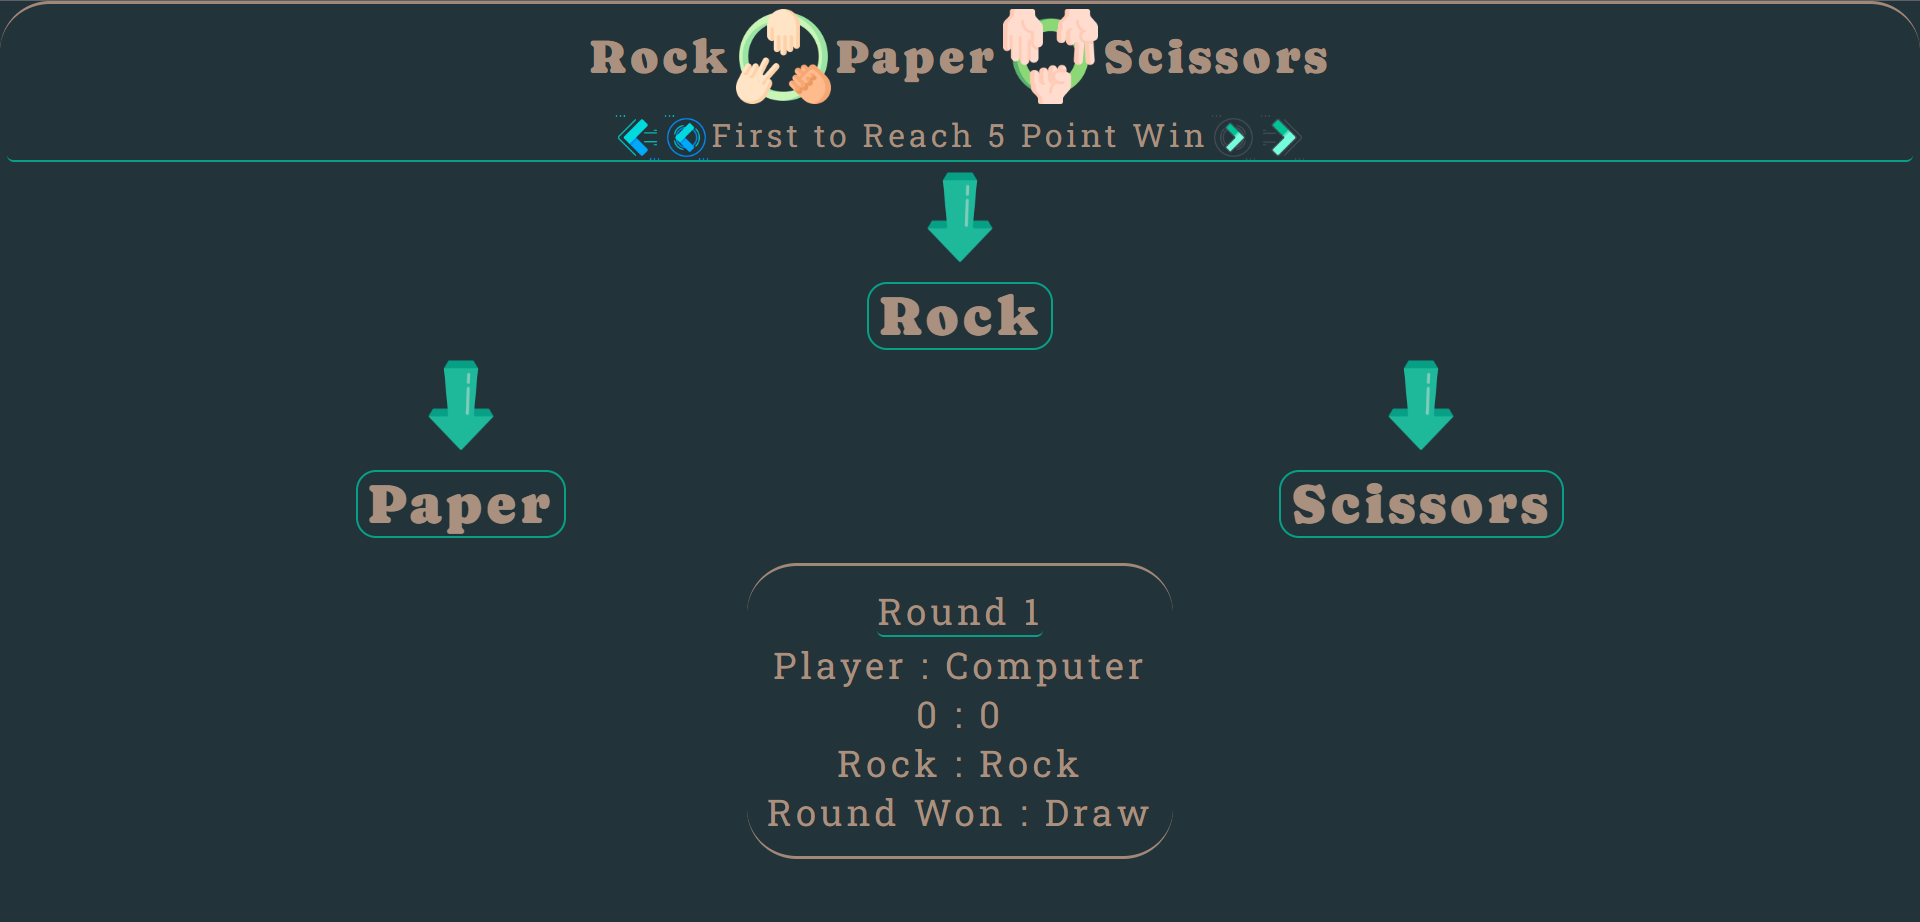 Rock Paper Scissors
First to Reach 5 Point Win
Rock
Paper
Scissors
Round 1
Player : Computer
0 : 0
Rock : Rock
Round Won : Draw